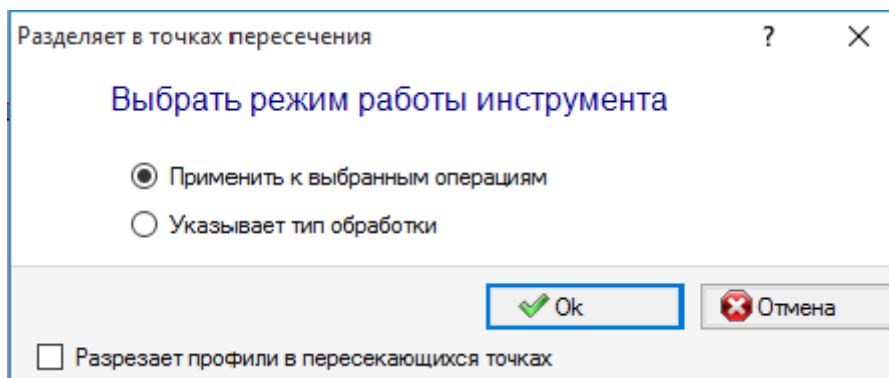 Разделяет в точках пересечения ?
Выбрать режим работы инструмента
Применить к выбранным операциям
Указывает тип обработки
Ok Отмена
Разрезает профили в пересекающихся точках